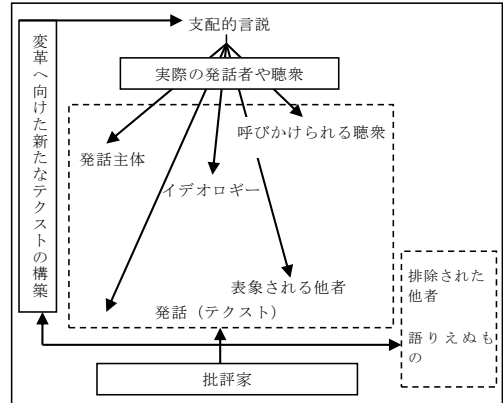 支配的言説
実際の発話者や聴衆
変革へ向けた新たなテクストの構築
呼びかけられる聴衆
発話主体
イデオロギー
表象される他者
発話（テクスト）
排除された
他者
語りえぬも
の
批評家